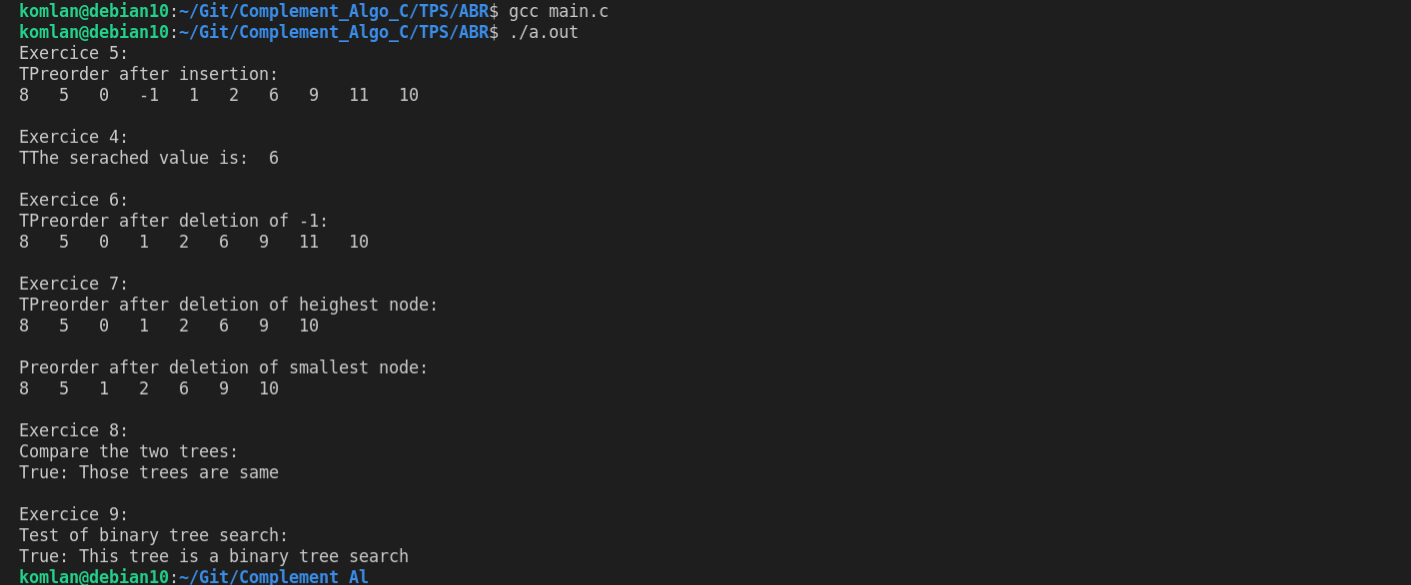 komlan@debian10:~/Git/Complement_Algo_C/TPS/ABR$ gcc main.c
komlan@debian10:~/Git/Complement_Algo_C/TPS/ABR$ ./a.out
Exercice 5:
TPreorder after insertion:
8   5   0   -1   1   2   6   9   11   10
Exercice 4:
TThe serached value is:  6
Exercice 6:
TPreorder after deletion of -1:
8   5   0   1   2   6   9   11   10
Exercice 7:
TPreorder after deletion of heighest node:
8   5   0   1   2   6   9   10
Preorder after deletion of smallest node:
8   5   1   2   6   9   10
Exercice 8:
Compare the two trees:
True: Those trees are same
Exercice 9:
Test of binary tree search:
True: This tree is a binary tree search
komlan@debian10:~/Git/Complement Al